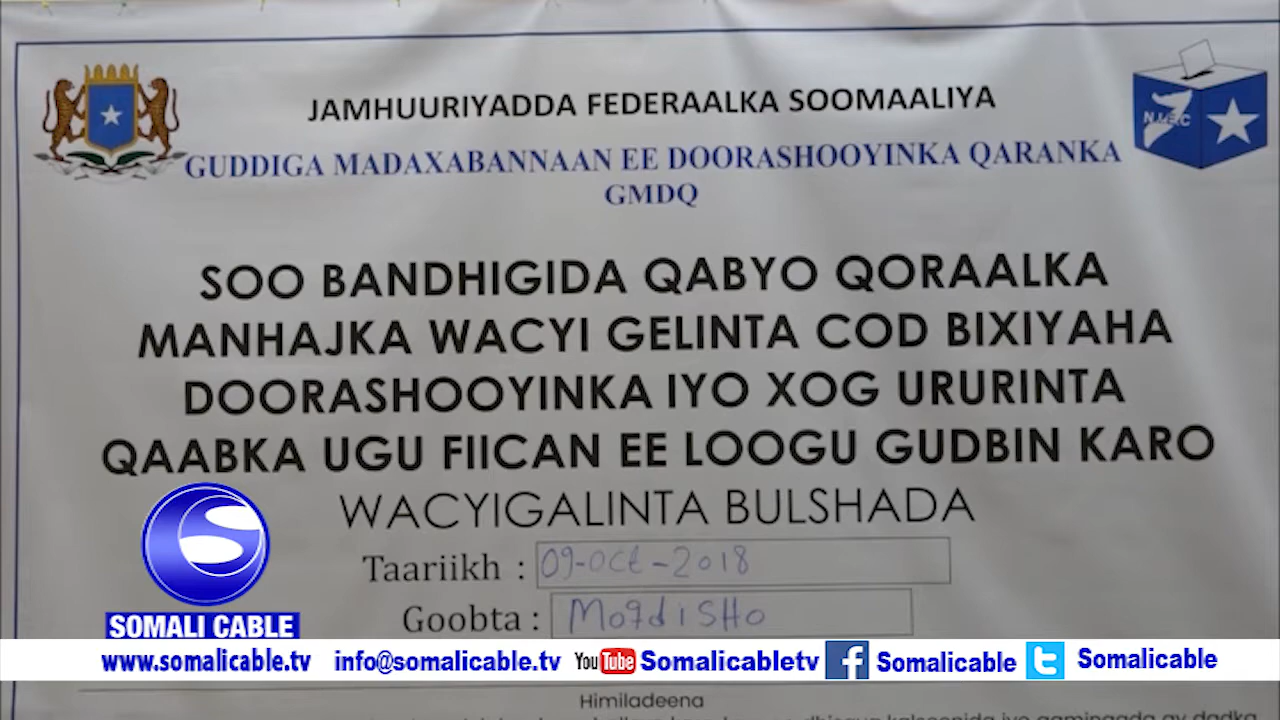 JAMHUURIYADDA FEDERAALKA SOOMAALIYA
GUDDIGA MADAXABANNAAN EE DOORASHOOYINKA QARANKA
GMDQ
N.I.E.C
SOO BANDHIGIDA QABYO QORAALKA
MANHAJKA WACYI GELINTA COD BIXIYAHA
DOORASHOOYINKA IYO XOG URURINTA
QAABKA UGU FIICAN EE LOOGU GUDBIN KARO
WACYIGALINTA BULSHADA
Taariikh : 09-Oct-2018
Goobta : MoqdiSHo
SOMALI CABLE
www.somalicable.tv info@somalicable.tv YouTube Somalicabletv f Somalicable Somalicable
Himiladeena